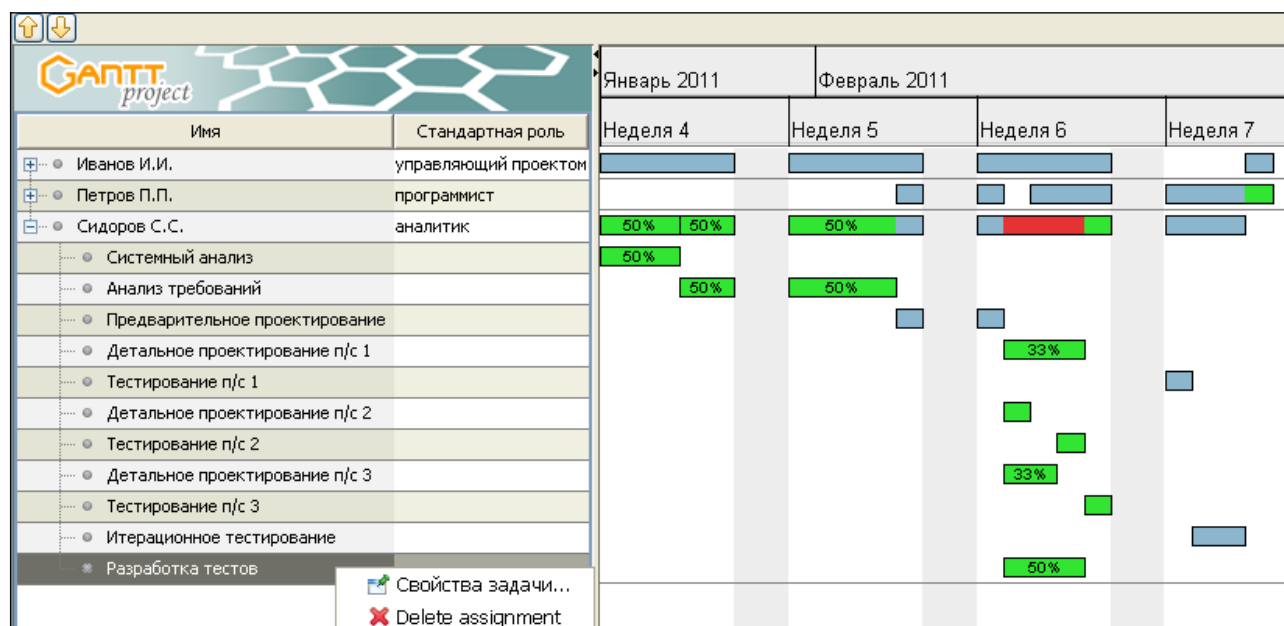 GANTT
project
Январь 2011 Февраль 2011
Имя Стандартная роль Неделя 4 Неделя 5 Неделя 6 Неделя 7
Иванов И.И. управляющий проектом
Петров П.П. программист
Сидоров С.С. аналитик 50% 50% 50%
Системный анализ 50%
Анализ требований 50% 50%
Предварительное проектирование
Детальное проектирование п/с 1 33%
Тестирование п/с 1
Детальное проектирование п/с 2
Тестирование п/с 2
Детальное проектирование п/с 3 33%
Тестирование п/с 3
Итерационное тестирование
Разработка тестов 50%
Свойства задачи...
Delete assignment